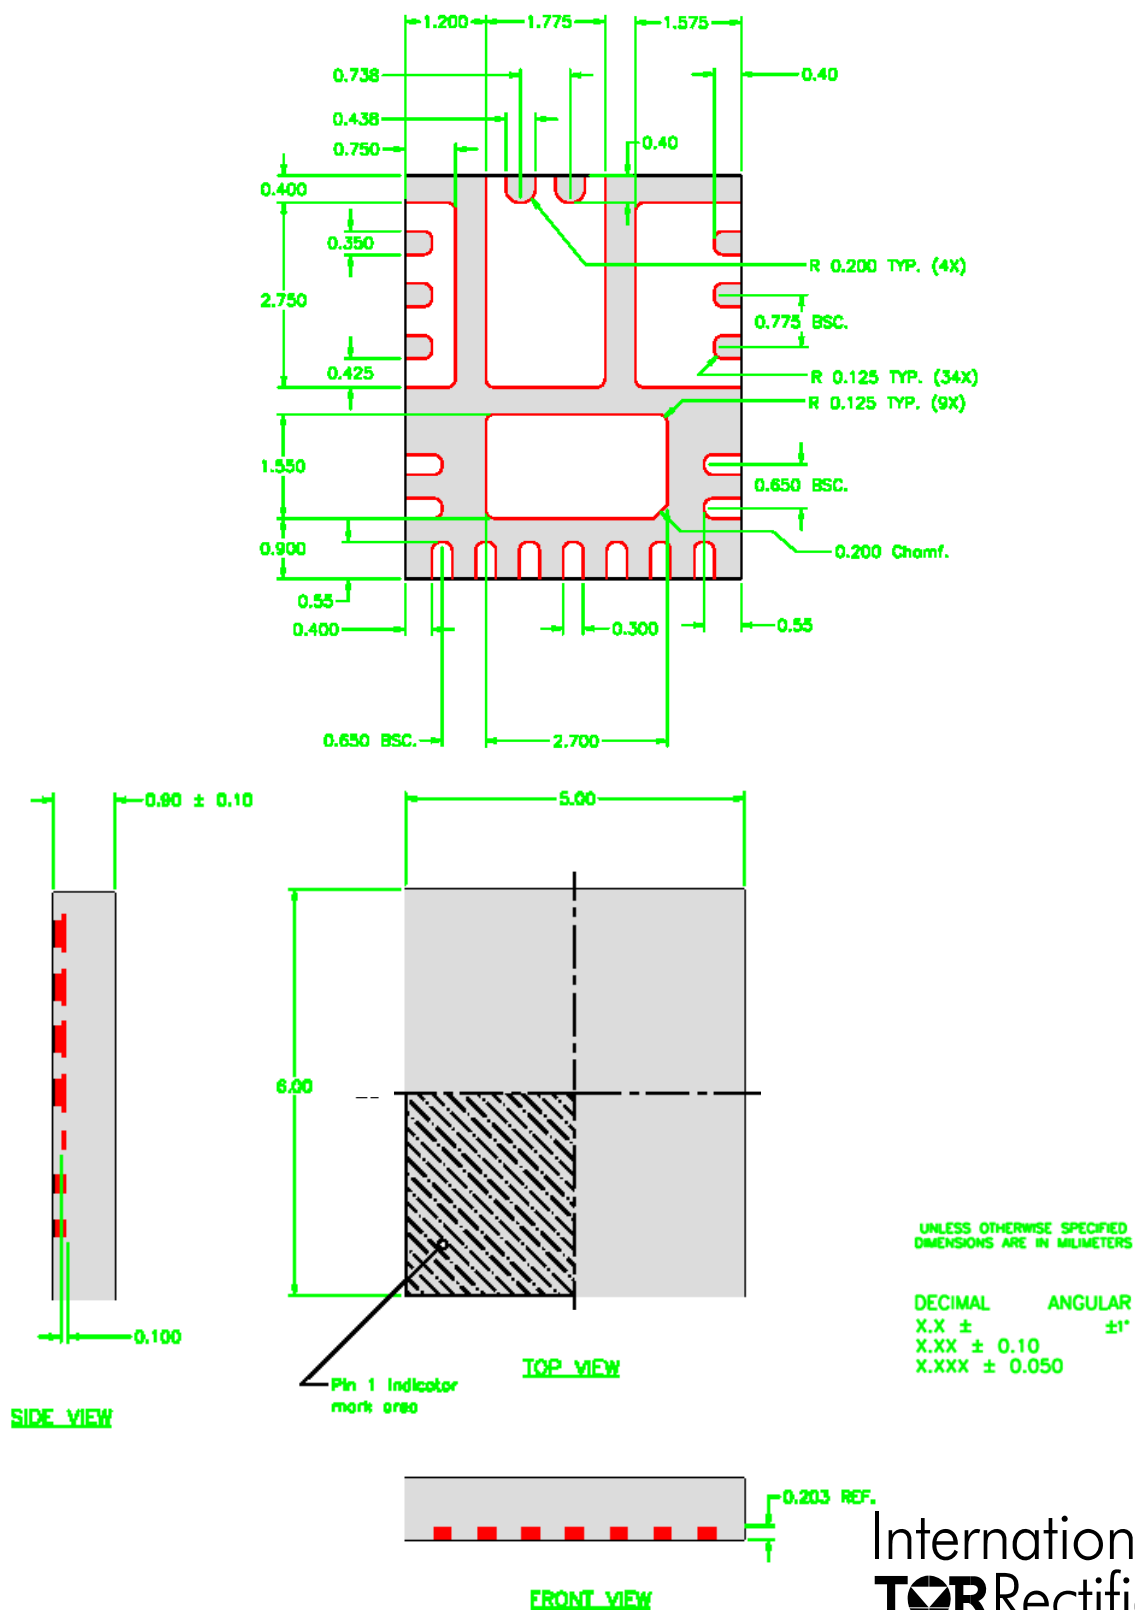 1.200 1.775 1.575
0.738 0.40
0.438
0.40
0.750
0.400
0.350
R 0.200 TYP. (4X)
2.750
0.775 BSC.
0.425
R 0.125 TYP. (34X)
R 0.125 TYP. (9X)
1.550
0.650 BSC.
0.900
0.200 Chamf.
0.55
0.400 0.300 0.55
0.650 BSC. 2.700
0.90 ± 0.10 5.00
6.00
--
UNLESS OTHERWISE SPECIFIED
DIMENSIONS ARE IN MILIMETERS
DECIMAL ANGULAR
X.X ± ±1°
X.XX ± 0.10
X.XXX ± 0.050
0.100
TOP VIEW
Pin 1 Indicator
mark area
SIDE VIEW
0.203 REF.
Internation
TOR Rectifi
FRONT VIEW